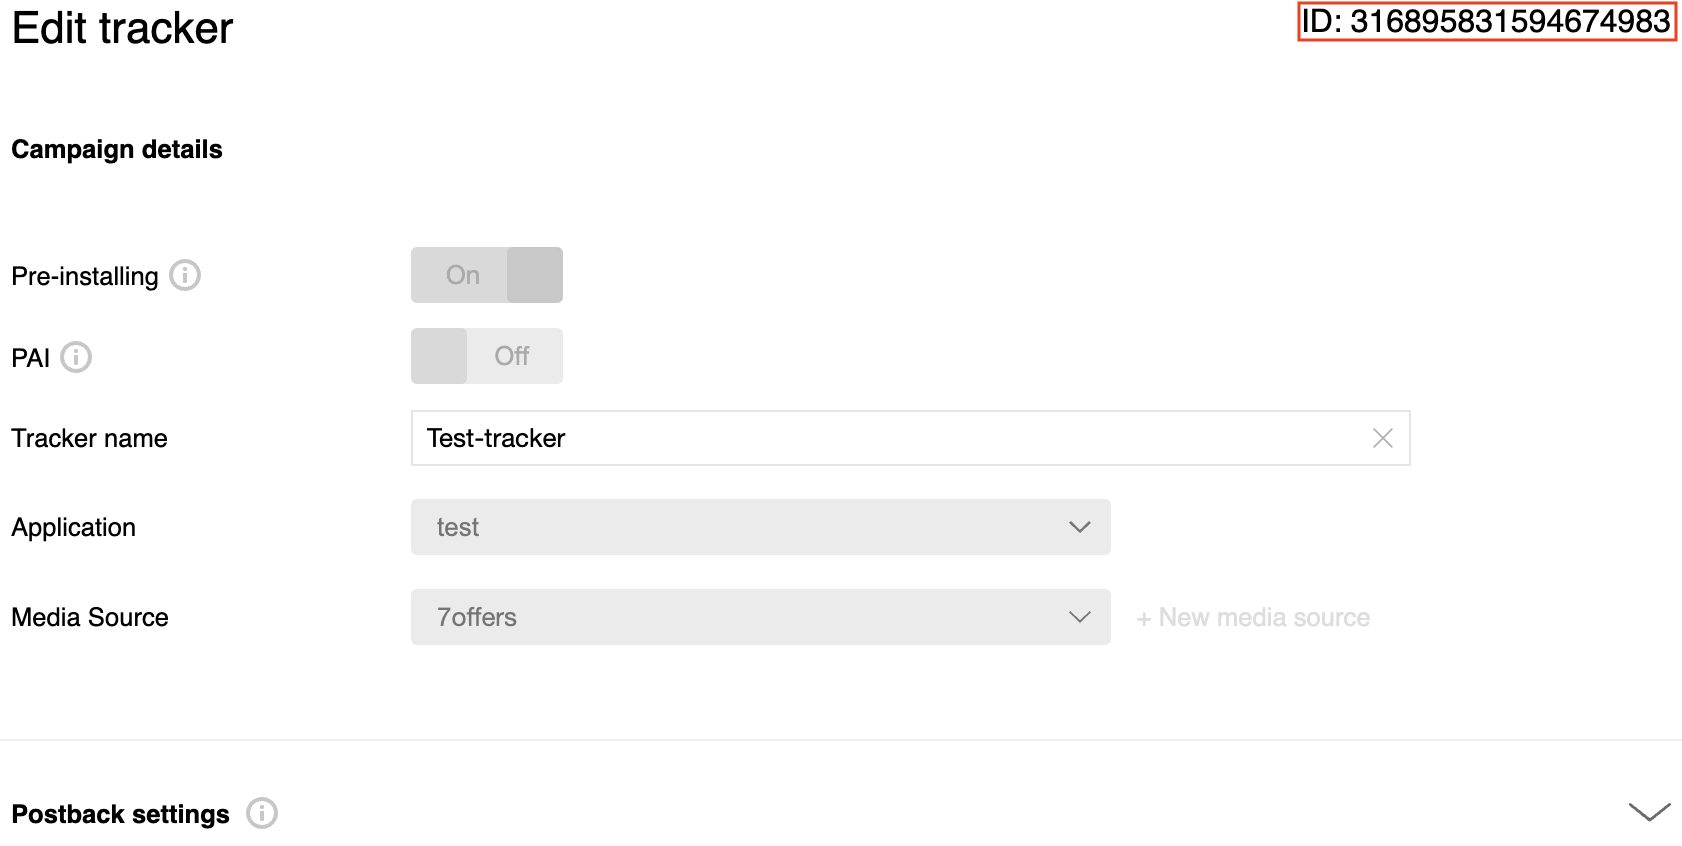 Edit tracker
ID: 316895831594674983
Campaign details
Pre-installing
On
PAI
Off
Tracker name
Test-tracker
Application
test
Media Source
7offers
+ New media source
Postback settings